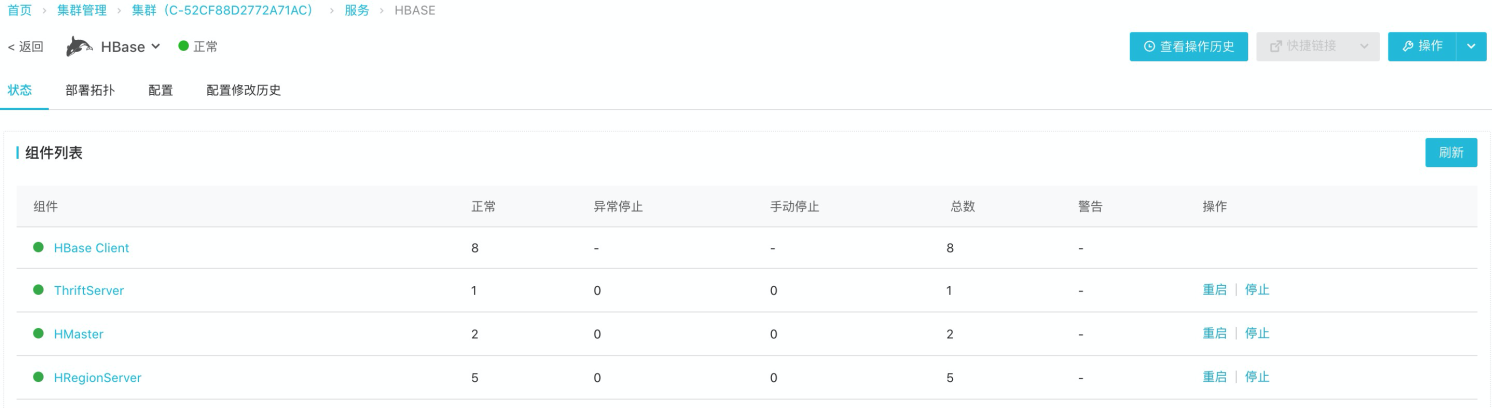 首页 > 集群管理 > 集群（C-52CF88D2772A71AC） > 服务 > HBASE
< 返回 HBase 正常 查看操作历史 快捷链接 操作
状态 部署拓扑 配置 配置修改历史
组件列表 刷新
组件 正常 异常停止 手动停止 总数 警告 操作
HBase Client 8 - - 8 -
ThriftServer 1 0 0 1 - 重启 | 停止
HMaster 2 0 0 2 - 重启 | 停止
HRegionServer 5 0 0 5 - 重启 | 停止